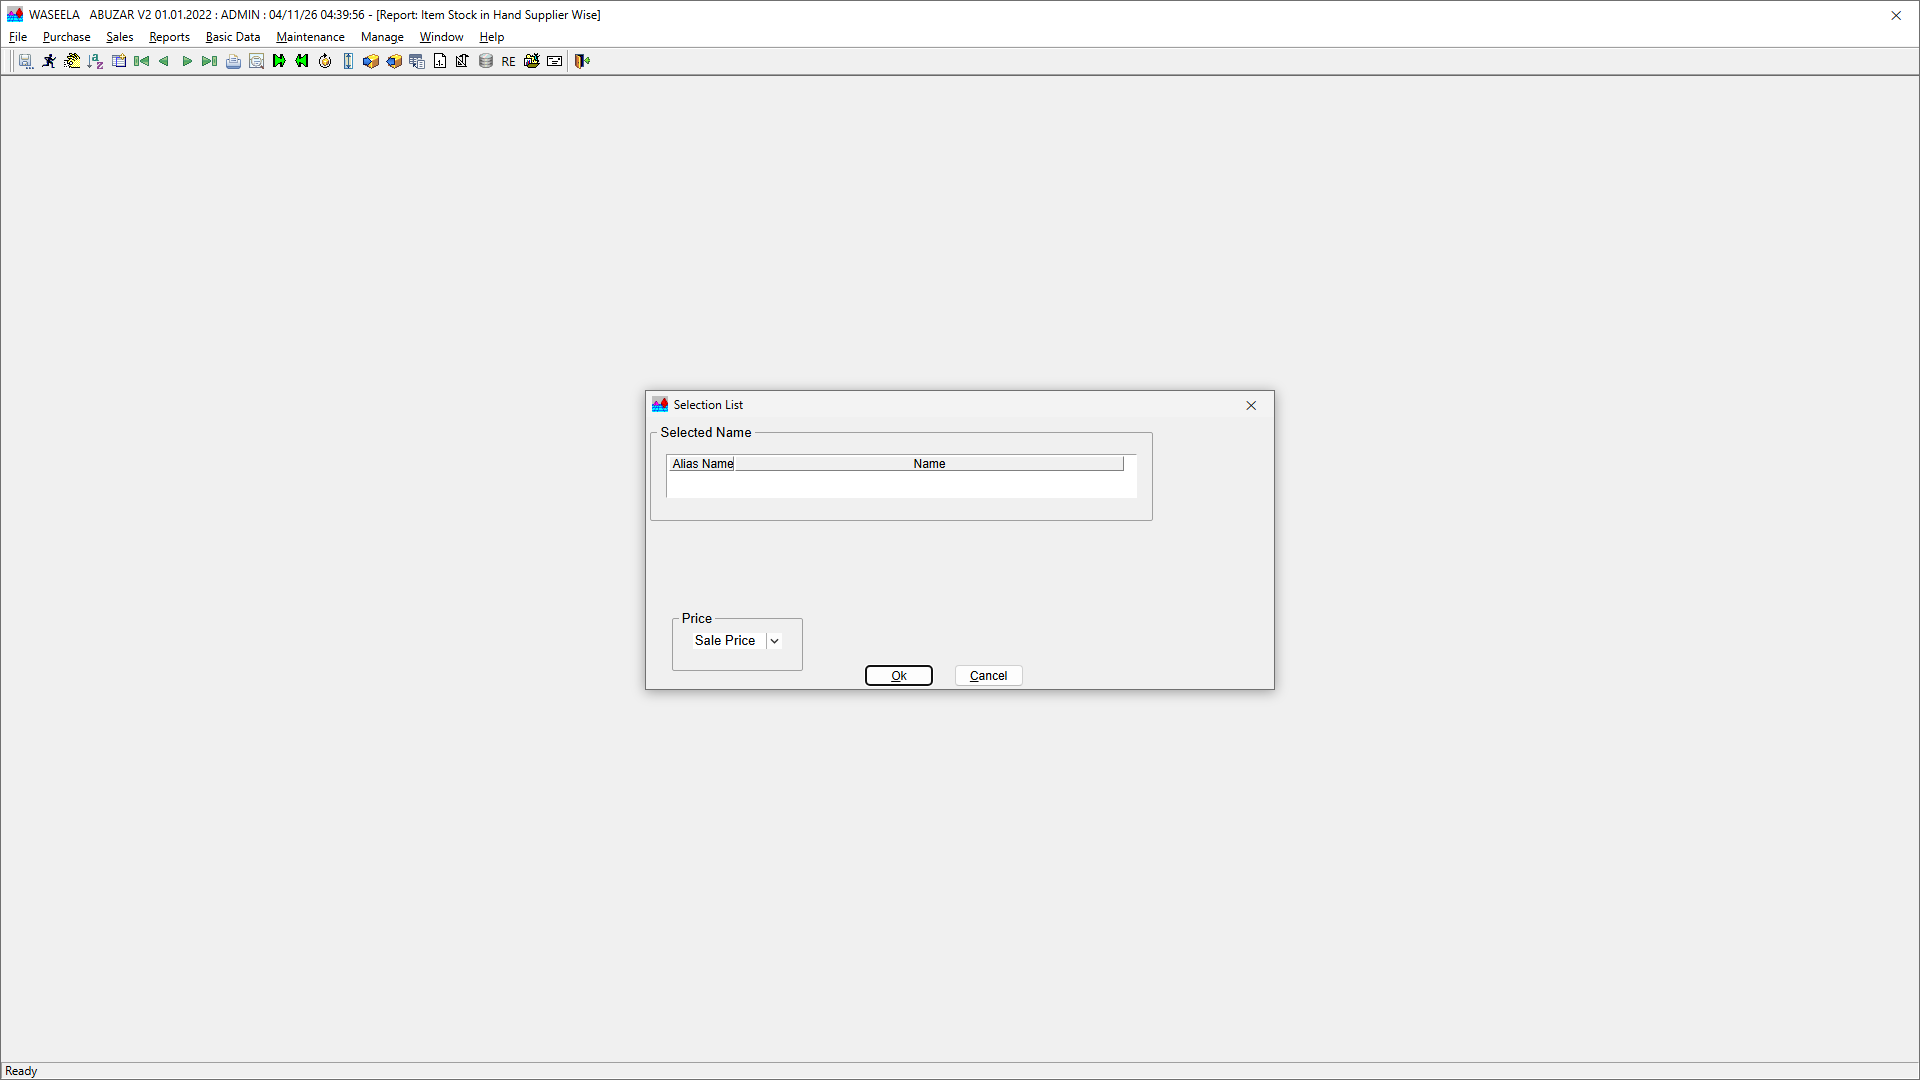 WASEELA ABUZAR V2 01.01.2022 : ADMIN : 04/11/26 04:39:56 - [Report: Item Stock in Hand Supplier Wise]
File Purchase Sales Reports Basic Data Maintenance Manage Window Help
RE
Selection List
Selected Name
Alias Name Name
Price
Sale Price
Ok Cancel
Ready